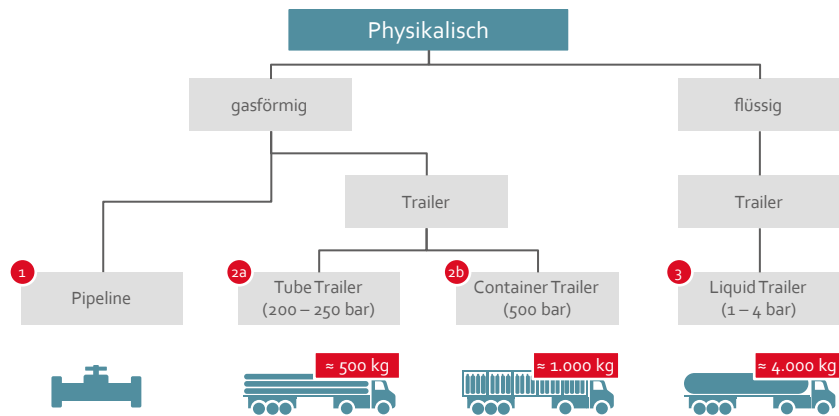 Physikalisch
gasförmig
flüssig
Trailer
Trailer
1
Pipeline
2a
Tube Trailer
(200 – 250 bar)
2b
Container Trailer
(500 bar)
3
Liquid Trailer
(1 – 4 bar)
≈ 500 kg
≈ 1.000 kg
≈ 4.000 kg